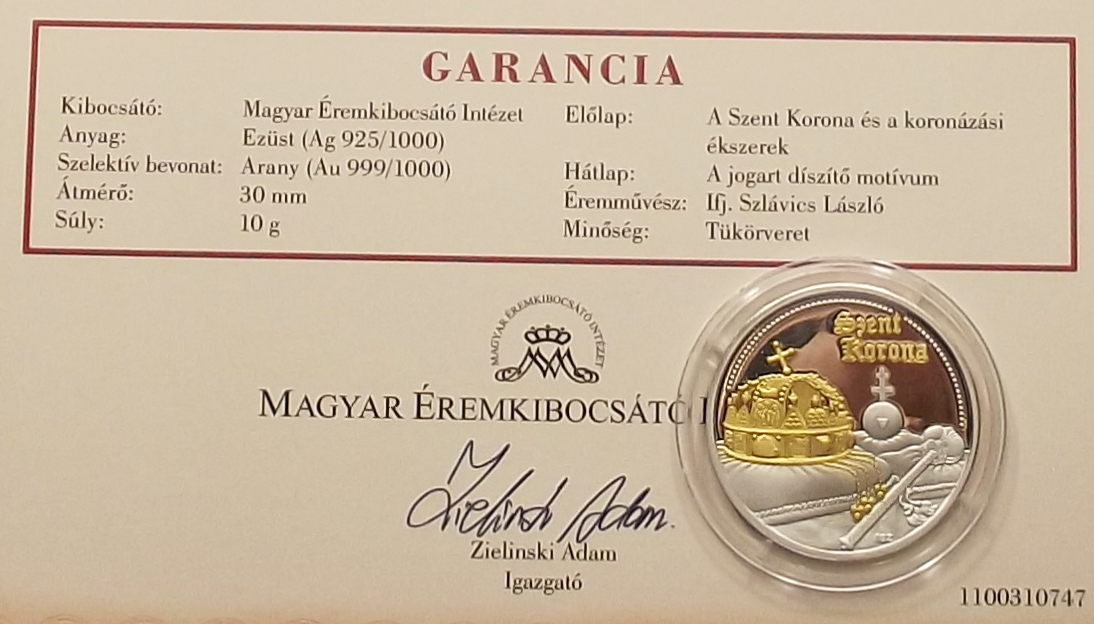 GARANCIA
Kibocsátó: Magyar Éremkibocsátó Intézet
Anyag: Ezüst (Ag 925/1000)
Szelektív bevonat: Arany (Au 999/1000)
Átmérő: 30 mm
Súly: 10 g
Előlap: A Szent Korona és a koronázási
ékszerek
Hátlap: A jogart díszítő motívum
Éremművész: Ifj. Szlávics László
Minőség: Tükörveret
MAGYAR ÉREMKIBOCSÁTÓ INTÉZET
MAGYAR ÉREMKIBOCSÁTÓ I
Zielinski Adam.
Zielinski Adam
Igazgató
Szent
Korona
1100310747